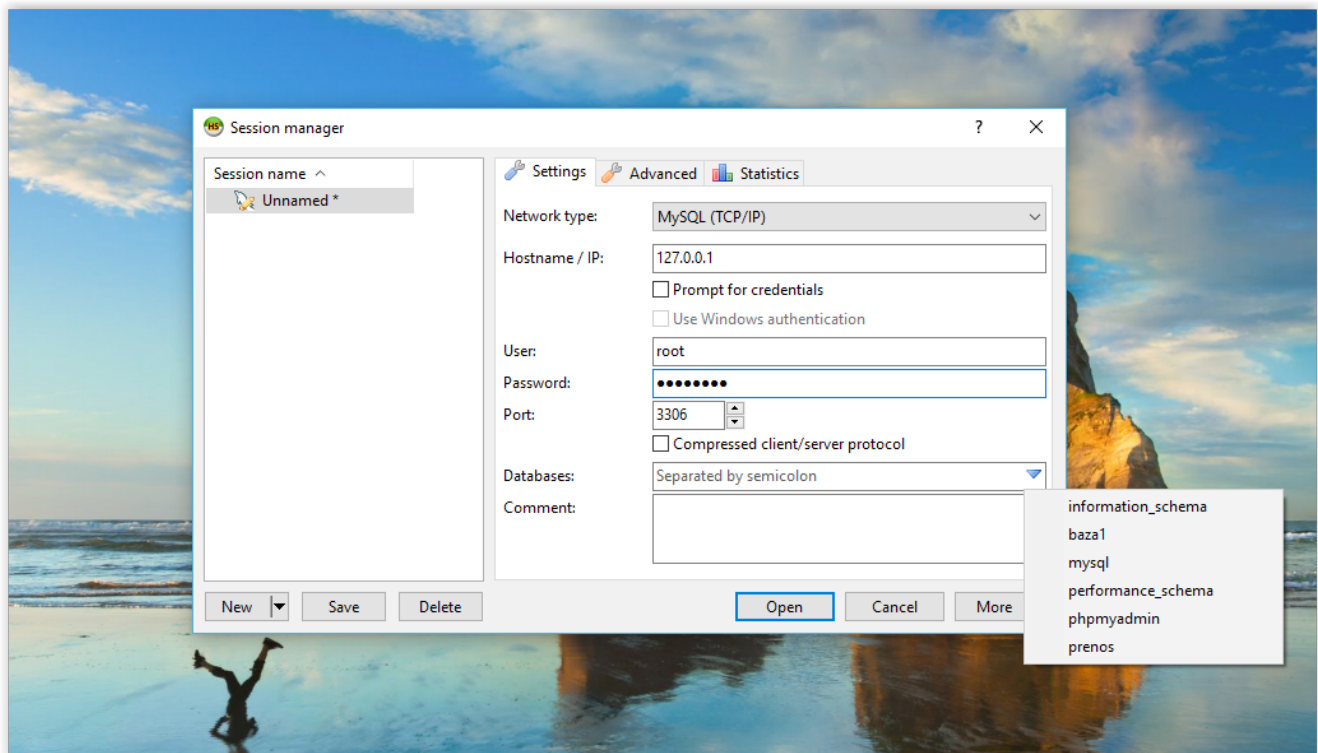 HS
Session manager
?
Session name
Unnamed *
Settings
Advanced
Statistics
Network type:
MySQL (TCP/IP)
Hostname / IP:
127.0.0.1
Prompt for credentials
Use Windows authentication
User:
root
Password:
••••••••
Port:
3306
Compressed client/server protocol
Databases:
Separated by semicolon
Comment:
information_schema
baza1
mysql
performance_schema
phpmyadmin
prenos
New
Save
Delete
Open
Cancel
More